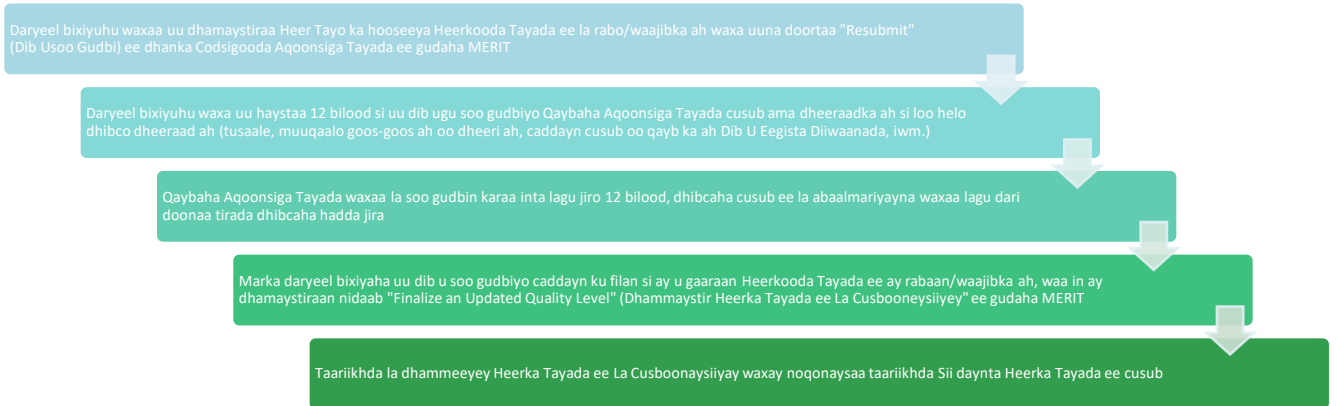 Daryeel bixiyuhu waxaa uu dhamaystiraa Heer Tayo ka hooseeya Heerkooda Tayada ee la rabo/waajibka ah waxa uuna doortaa "Resubmit"
(Dib Usoo Gudbi) ee dhanka Codsigooda Aqoonsiga Tayada ee gudaha MERIT
Daryeel bixiyuhu waxa uu haystaa 12 bilood si uu dib ugu soo gudbiyo Qaybaha Aqoonsiga Tayada cusub ama dheeraadka ah si loo helo
dhibco dheeraad ah (tusaale, muuqaalo goos-goos ah oo dheeri ah, caddayn cusub oo qayb ka ah Dib U Eegista Diiwaanada, iwm.)
Qaybaha Aqoonsiga Tayada waxaa la soo gudbin karaa inta lagu jiro 12 bilood, dhibcaha cusub ee la abaalmariyayna waxaa lagu dari
doonaa tirada dhibcaha hadda jira
Marka daryeel bixiyaha uu dib u soo gudbiyo caddayn ku filan si ay u gaaraan Heerkooda Tayada ee ay rabaan/waajibka ah, waa in ay
dhamaystiraan nidaab "Finalize an Updated Quality Level" (Dhammaystir Heerka Tayada ee La Cusbooneysiiyey" ee gudaha MERIT
Taariikhda la dhammeeyey Heerka Tayada ee La Cusboonaysiiyay waxay noqonaysaa taariikhda Sii daynta Heerka Tayada ee cusub